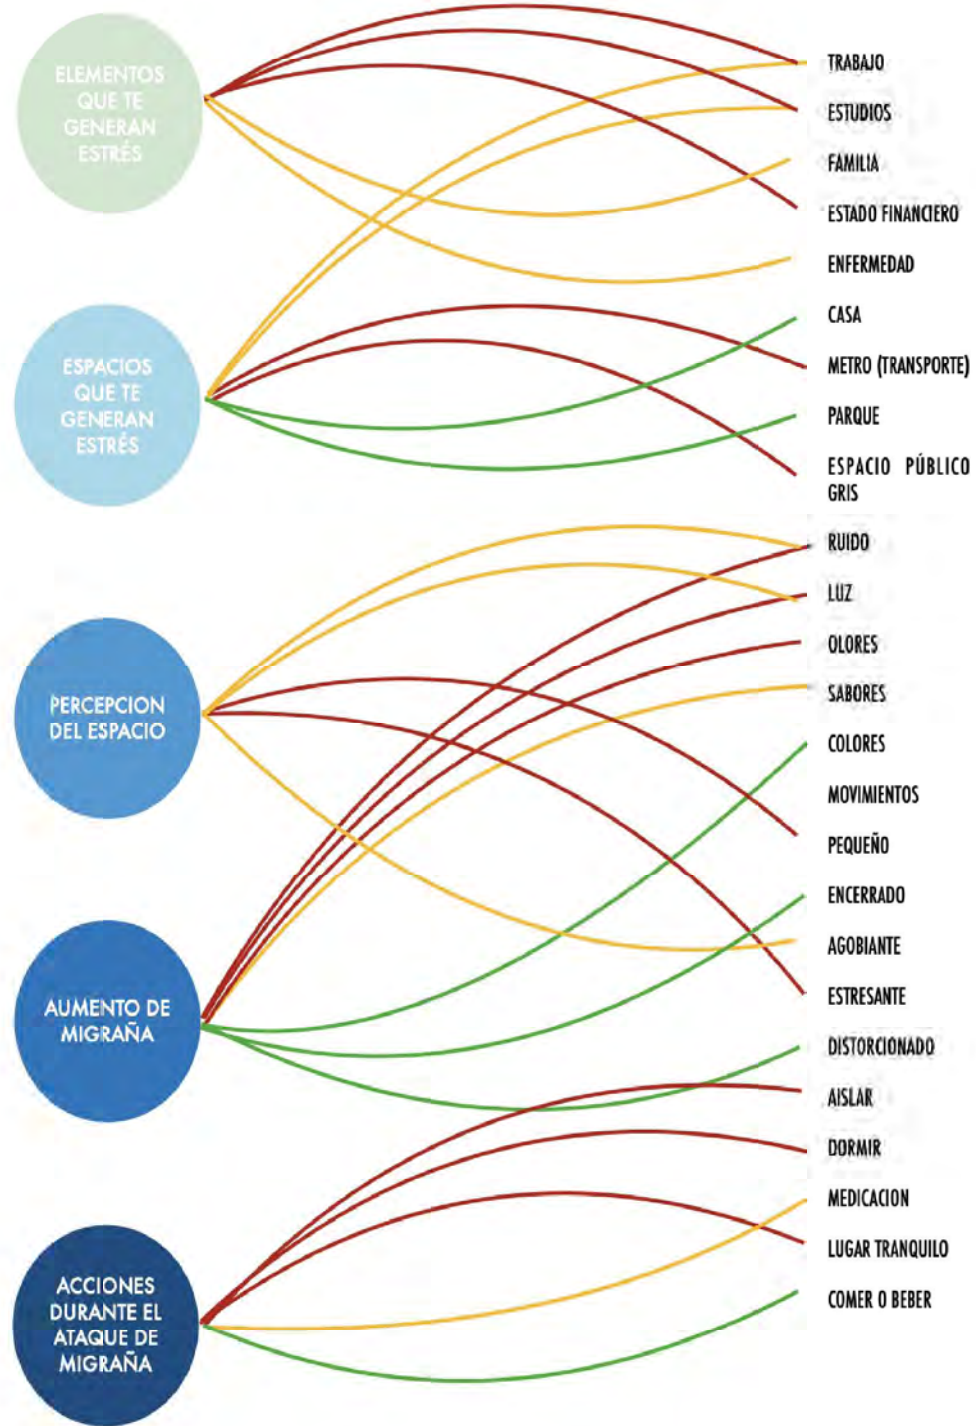 ELEMENTOS
QUE TE
GENERAN
ESTRÉS
ESPACIOS
QUE TE
GENERAN
ESTRÉS
PERCEPCION
DEL ESPACIO
AUMENTO DE
MIGRAÑA
ACCIONES
DURANTE EL
ATAQUE DE
MIGRAÑA
TRABAJO
ESTUDIOS
FAMILIA
ESTADO FINANCIERO
ENFERMEDAD
CASA
METRO (TRANSPORTE)
PARQUE
ESPACIO PÚBLICO
GRIS
RUIDO
LUZ
OLORES
SABORES
COLORES
MOVIMIENTOS
PEQUEÑO
ENCERRADO
AGOBIANTE
ESTRESANTE
DISTORCIONADO
AISLAR
DORMIR
MEDICACION
LUGAR TRANQUILO
COMER O BEBER